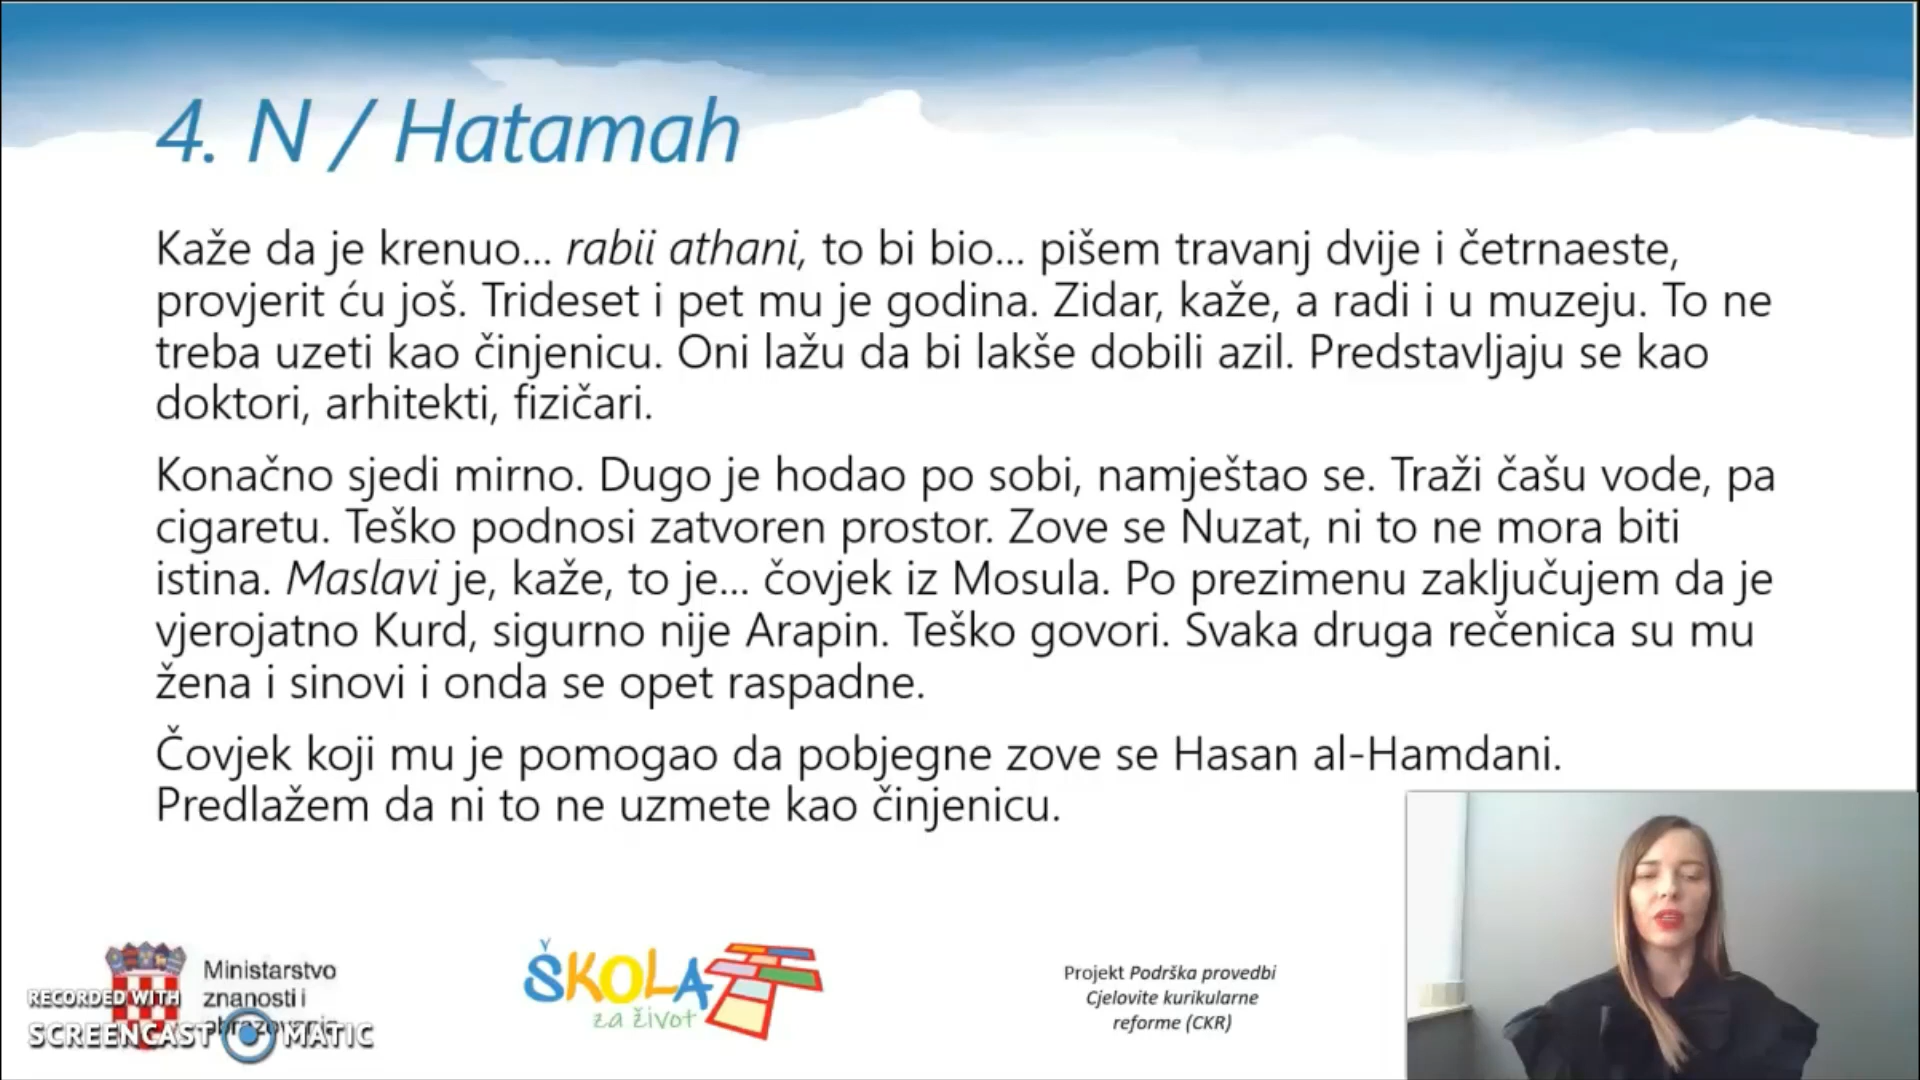 4. N / Hatamah
Kaže da je krenuo... rabii athani, to bi bio... pišem travanj dvije i četrnaeste,
provjerit ću još. Trideset i pet mu je godina. Zidar, kaže, a radi i u muzeju. To ne
treba uzeti kao činjenicu. Oni lažu da bi lakše dobili azil. Predstavljaju se kao
doktori, arhitekti, fizičari.
Konačno sjedi mirno. Dugo je hodao po sobi, namještao se. Traži čašu vode, pa
cigaretu. Teško podnosi zatvoren prostor. Zove se Nuzat, ni to ne mora biti
istina. Maslavi je, kaže, to je... čovjek iz Mosula. Po prezimenu zaključujem da je
vjerojatno Kurd, sigurno nije Arapin. Teško govori. Svaka druga rečenica su mu
žena i sinovi i onda se opet raspadne.
Čovjek koji mu je pomogao da pobjegne zove se Hasan al-Hamdani.
Predlažem da ni to ne uzmete kao činjenicu.
Ministarstvo
znanosti i
obrazovanja
RECORDED WITH
SCREENCAST MATIC
ŠKOLA
za život
Projekt Podrška provedbi
Cjelovite kurikularne
reforme (CKR)